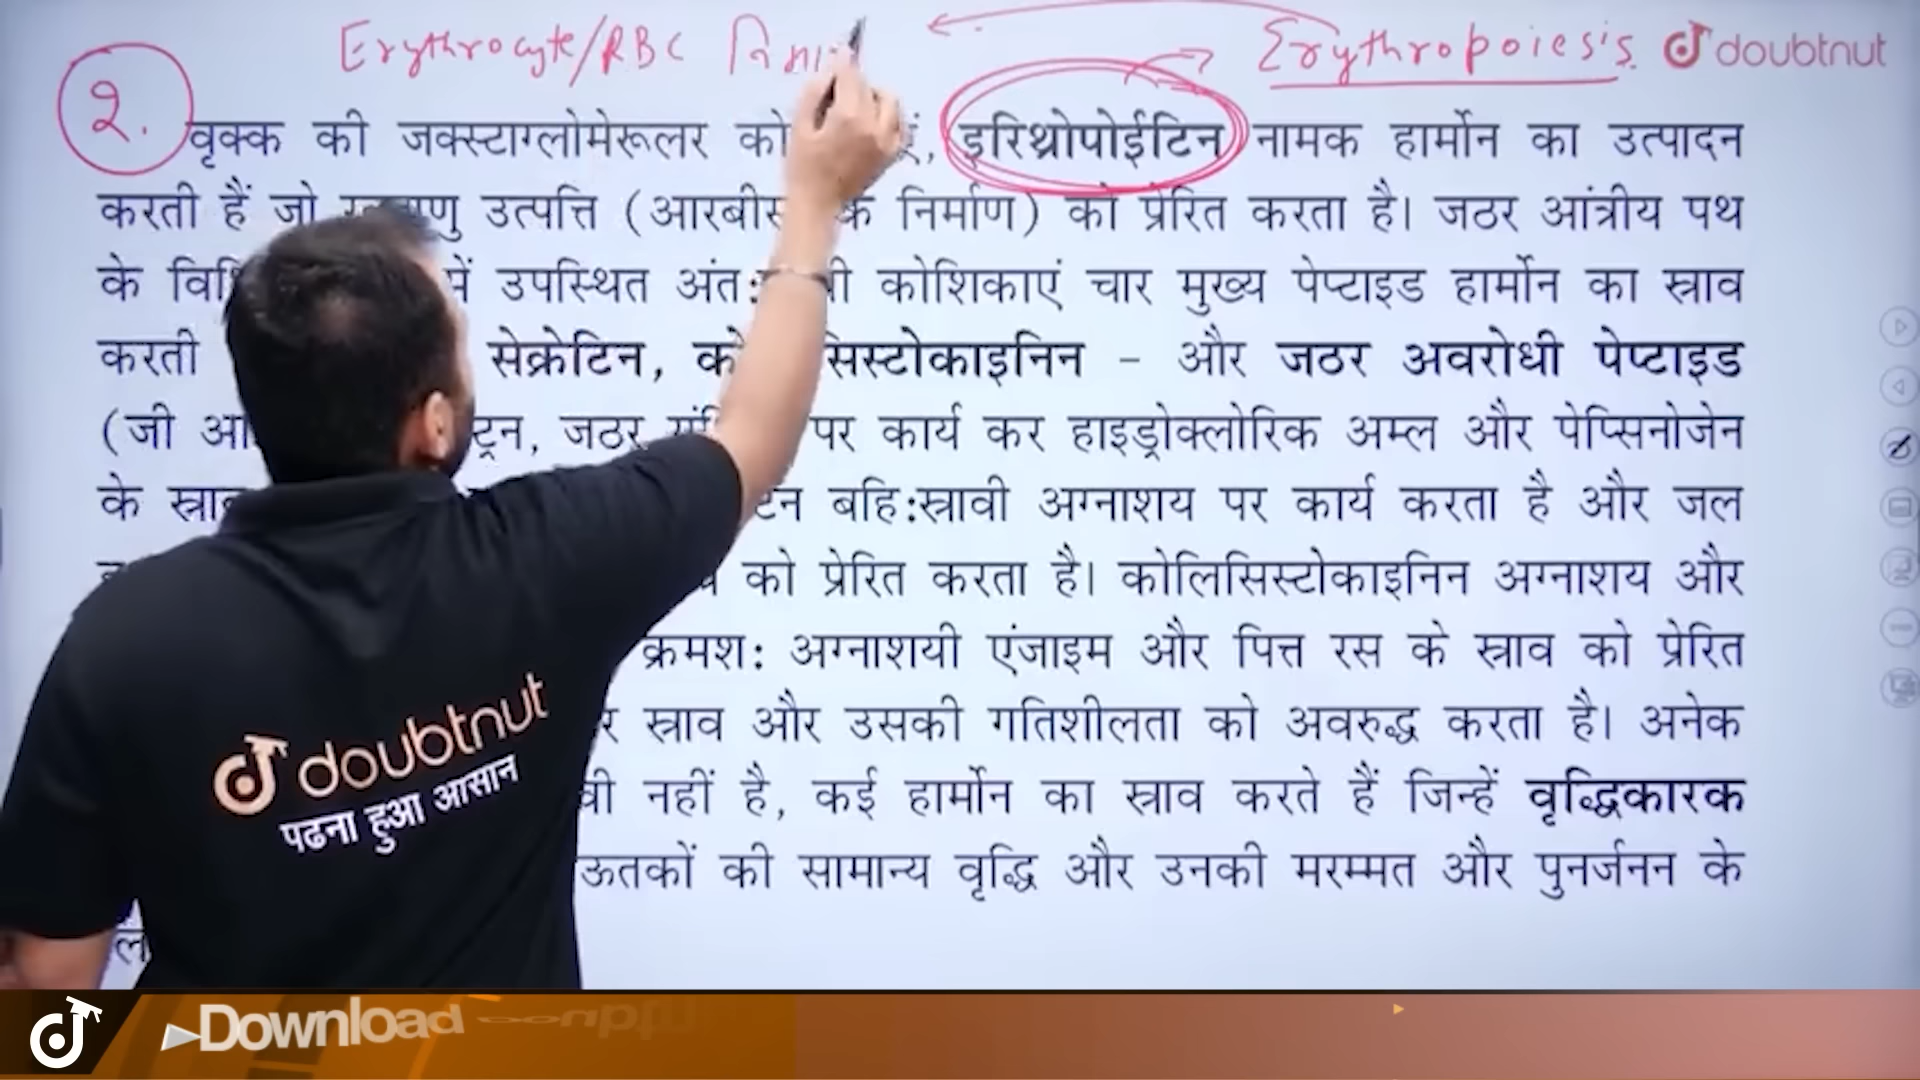 Erythrocyte/RBC
Erythropoiesis.
doubtnut
२. वृक्क की जक्स्टाग्लोमेरूलर इरिथ्रोपोईटिन नामक हार्मोन का उत्पादन
करती हैं जो उत्पत्ति (आरबीस के निर्माण) को प्रेरित करता है। जठर आंत्रीय पथ
के में उपस्थित कोशिकाएं चार मुख्य पेप्टाइड हार्मोन का स्राव
करती सेक्रेटिन, – और जठर अवरोधी पेप्टाइड
(जी जठर पर कार्य कर हाइड्रोक्लोरिक अम्ल और पेप्सिनोजेन
के बहि:स्रावी अग्नाशय पर कार्य करता है और जल
को प्रेरित करता है। कोलिसिस्टोकाइनिन अग्नाशय और
क्रमश: अग्नाशयी एंजाइम और पित्त रस के स्राव को प्रेरित
स्राव और उसकी गतिशीलता को अवरुद्ध करता है। अनेक
नहीं है, कई हार्मोन का स्राव करते हैं जिन्हें वृद्धिकारक
ऊतकों की सामान्य वृद्धि और उनकी मरम्मत और पुनर्जनन के
doubtnut
पढना हुआ आसान
Download